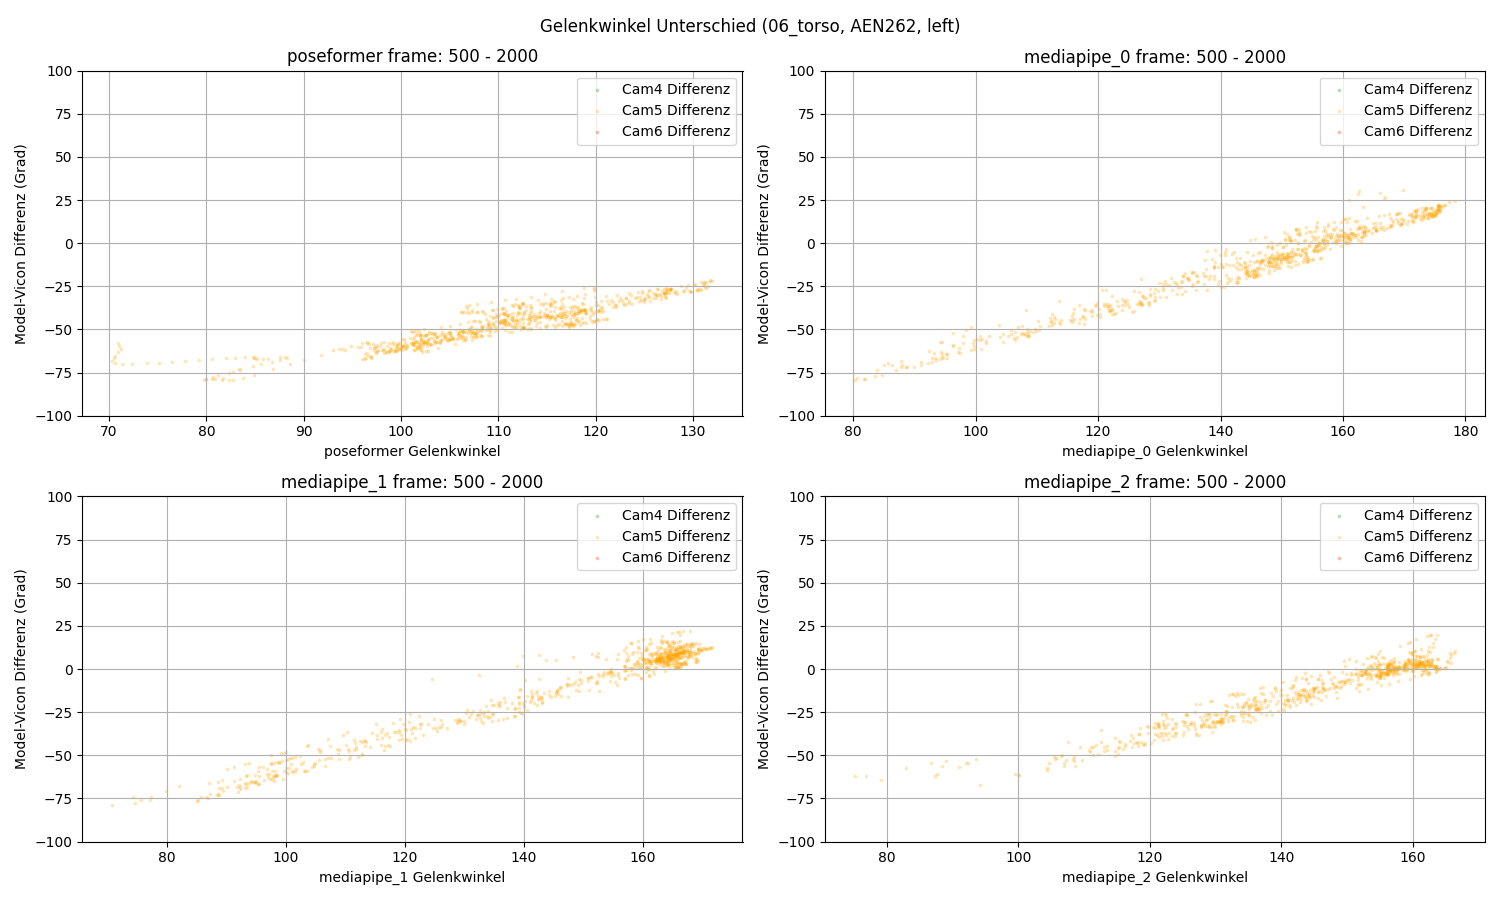 Gelenkwinkel Unterschied (06_torso, AEN262, left)
poseformer frame: 500 - 2000
100
75
50
25
0
−25
−50
−75
−100
Model-Vicon Differenz (Grad)
Cam4 Differenz
Cam5 Differenz
Cam6 Differenz
70 80 90 100 110 120 130
poseformer Gelenkwinkel
mediapipe_0 frame: 500 - 2000
100
75
50
25
0
−25
−50
−75
−100
Model-Vicon Differenz (Grad)
Cam4 Differenz
Cam5 Differenz
Cam6 Differenz
80 100 120 140 160 180
mediapipe_0 Gelenkwinkel
mediapipe_1 frame: 500 - 2000
100
75
50
25
0
−25
−50
−75
−100
Model-Vicon Differenz (Grad)
Cam4 Differenz
Cam5 Differenz
Cam6 Differenz
80 100 120 140 160
mediapipe_1 Gelenkwinkel
mediapipe_2 frame: 500 - 2000
100
75
50
25
0
−25
−50
−75
−100
Model-Vicon Differenz (Grad)
Cam4 Differenz
Cam5 Differenz
Cam6 Differenz
80 100 120 140 160
mediapipe_2 Gelenkwinkel